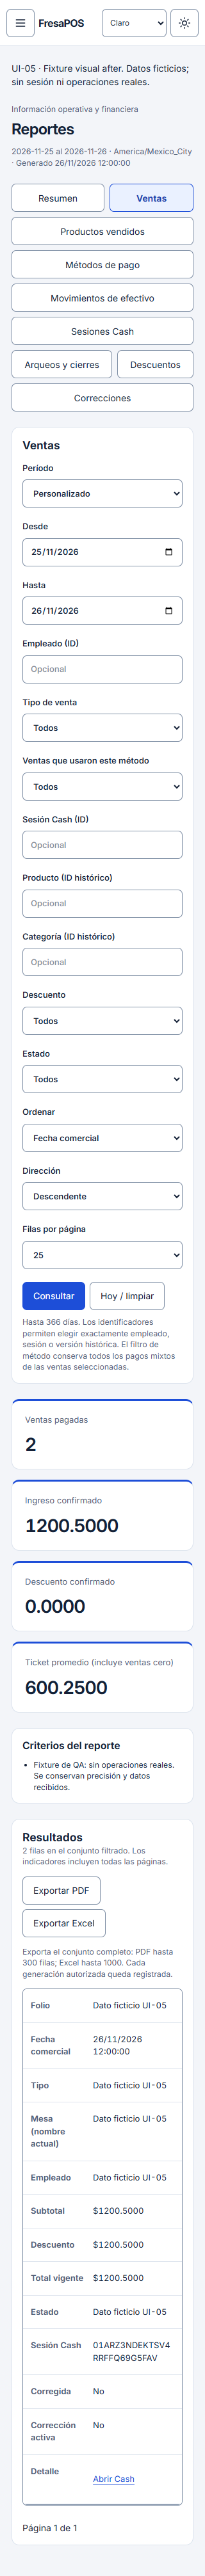 FresaPOS
Claro
UI-05 · Fixture visual after. Datos ficticios;
sin sesión ni operaciones reales.
Información operativa y financiera
Reportes
2026-11-25 al 2026-11-26 · America/Mexico_City
· Generado 26/11/2026 12:00:00
Resumen
Ventas
Productos vendidos
Métodos de pago
Movimientos de efectivo
Sesiones Cash
Arqueos y cierres
Descuentos
Correcciones
Ventas
Período
Personalizado
Desde
25/11/2026
Hasta
26/11/2026
Empleado (ID)
Opcional
Tipo de venta
Todos
Ventas que usaron este método
Todos
Sesión Cash (ID)
Opcional
Producto (ID histórico)
Opcional
Categoría (ID histórico)
Opcional
Descuento
Todos
Estado
Todos
Ordenar
Fecha comercial
Dirección
Descendente
Filas por página
25
Consultar
Hoy / limpiar
Hasta 366 días. Los identificadores
permiten elegir exactamente empleado,
sesión o versión histórica. El filtro de
método conserva todos los pagos mixtos
de las ventas seleccionadas.
Ventas pagadas
2
Ingreso confirmado
1200.5000
Descuento confirmado
0.0000
Ticket promedio (incluye ventas cero)
600.2500
Criterios del reporte
• Fixture de QA: sin operaciones reales.
Se conservan precisión y datos
recibidos.
Resultados
2 filas en el conjunto filtrado. Los
indicadores incluyen todas las páginas.
Exportar PDF
Exportar Excel
Exporta el conjunto completo: PDF hasta
300 filas; Excel hasta 1000. Cada
generación autorizada queda registrada.
Folio Dato ficticio UI-05
Fecha comercial 26/11/2026 12:00:00
Tipo Dato ficticio UI-05
Mesa (nombre actual) Dato ficticio UI-05
Empleado Dato ficticio UI-05
Subtotal $1200.5000
Descuento $1200.5000
Total vigente $1200.5000
Estado Dato ficticio UI-05
Sesión Cash 01ARZ3NDEKTSV4
RRFFQ69G5FAV
Corregida No
Corrección activa No
Detalle Abrir Cash
Página 1 de 1